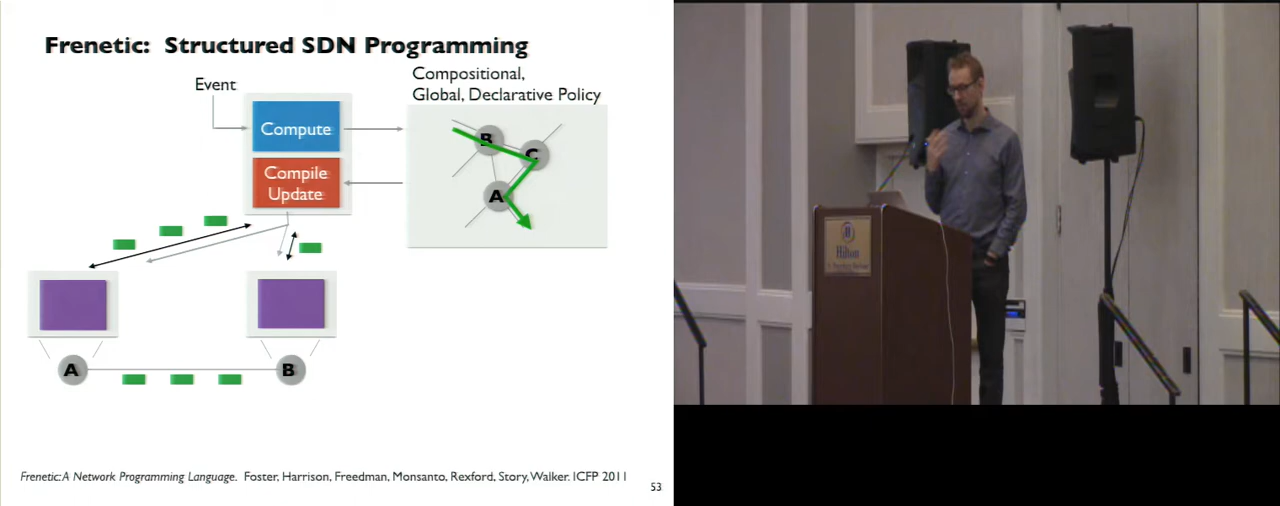 Frenetic: Structured SDN Programming
Compositional,
Global, Declarative Policy
Event
Compute
Compile
Update
B
C
A
A
B
Frenetic: A Network Programming Language. Foster, Harrison, Freedman, Monsanto, Rexford, Story, Walker. ICFP 2011
53
Hilton